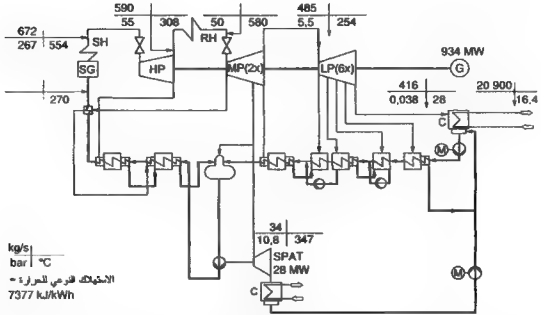 590
55
308
50
580
485
5,5
254
672
267
554
SH
RH
HP
MP(2x)
LP(6x)
G
934 MW
SG
270
416
0,038
28
20 900
16,4
C
M
34
10,8
347
SPAT
28 MW
C
M
kg/s
bar
°C
الاستهلاك النوعي للحرارة =
7377 kJ/kWh